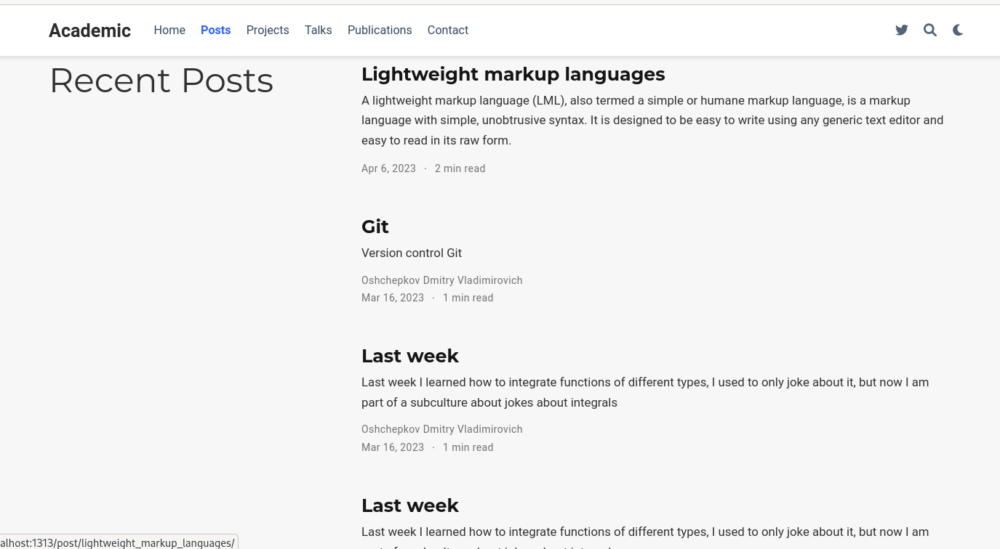 Academic Home Posts Projects Talks Publications Contact
Recent Posts
Lightweight markup languages
A lightweight markup language (LML), also termed a simple or humane markup language, is a markup
language with simple, unobtrusive syntax. It is designed to be easy to write using any generic text editor and
easy to read in its raw form.
Apr 6, 2023 · 2 min read
Git
Version control Git
Oshchepkov Dmitry Vladimirovich
Mar 16, 2023 · 1 min read
Last week
Last week I learned how to integrate functions of different types, I used to only joke about it, but now I am
part of a subculture about jokes about integrals
Oshchepkov Dmitry Vladimirovich
Mar 16, 2023 · 1 min read
Last week
Last week I learned how to integrate functions of different types, I used to only joke about it, but now I am
alhost:1313/post/lightweight_markup_languages/